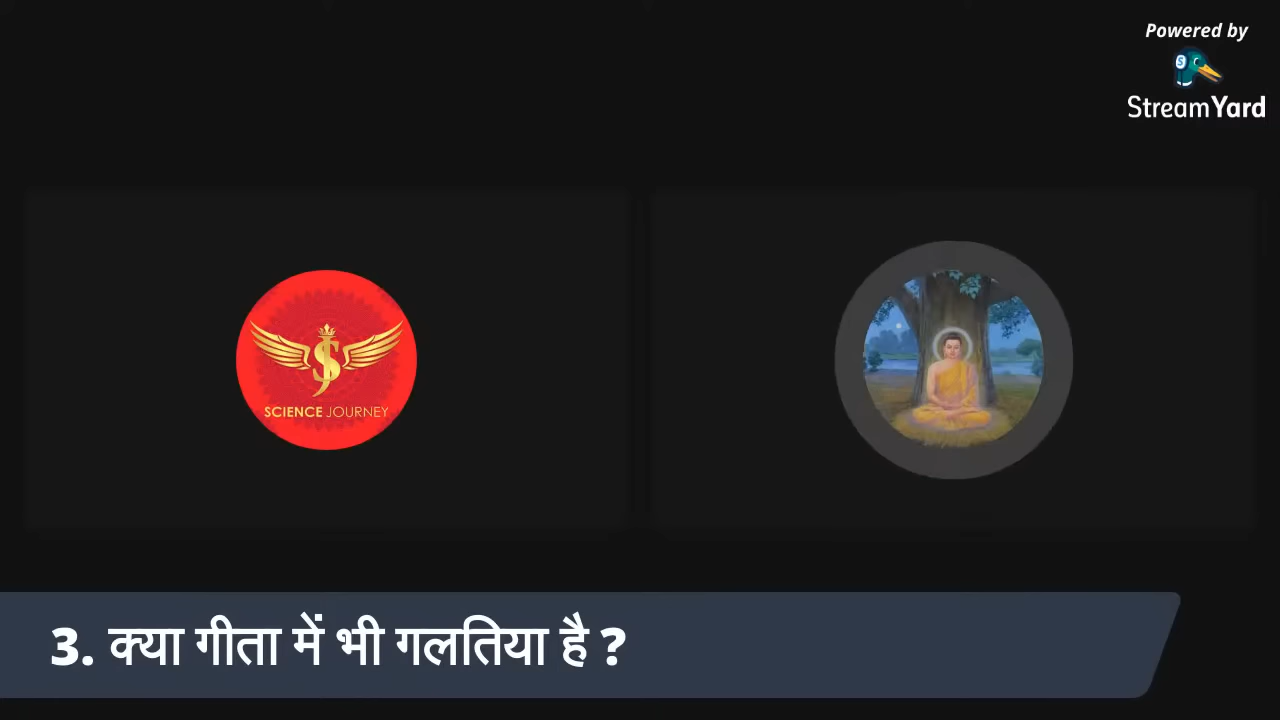 Powered by
StreamYard
SCIENCE JOURNEY
3. क्या गीता में भी गलतिया है ?